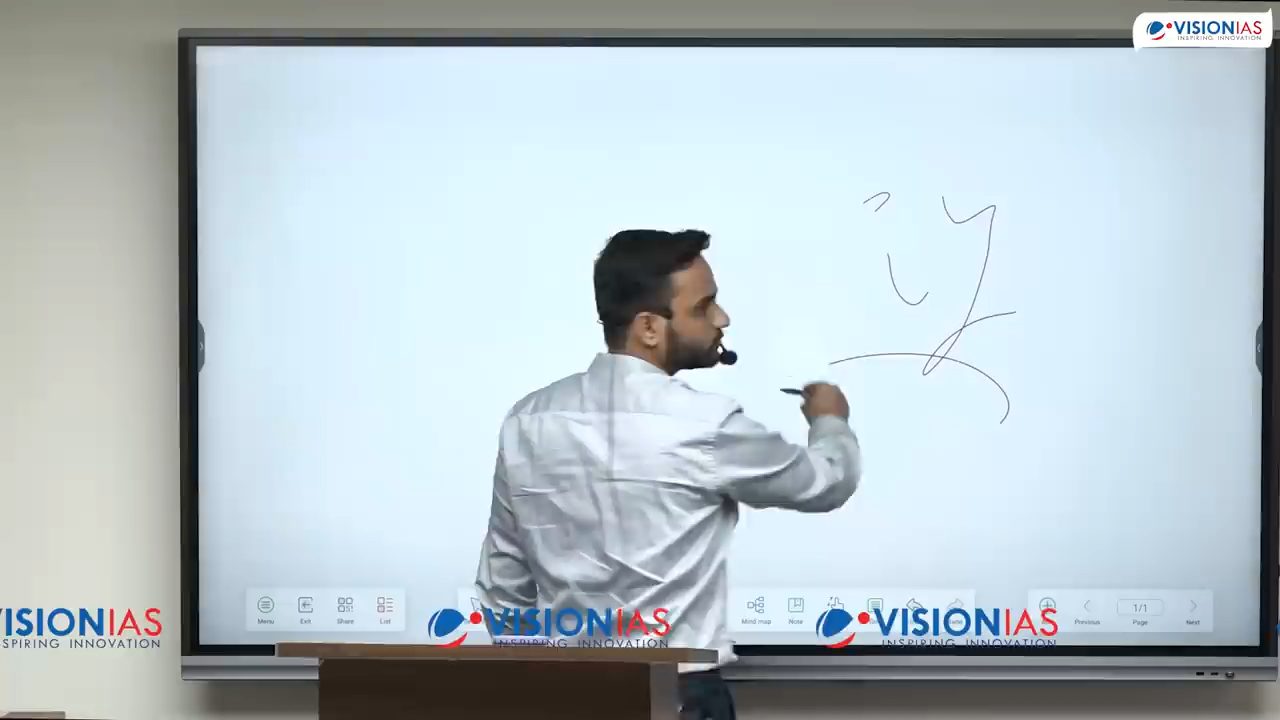 VISIONIAS
INSPIRING INNOVATION
Menu
Exit
Share
List
Mind map
Note
Previous
1/1
Page
Next
VISIONIAS
INSPIRING INNOVATION
VISIONIAS
INSPIRING INNOVATION
VISIONIAS
INSPIRING INNOVATION